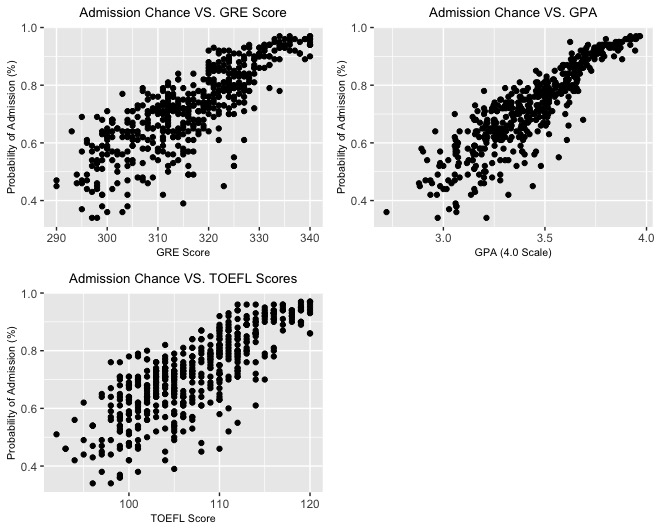 Admission Chance VS. GRE Score
Probability of Admission (%)
1.0
0.8
0.6
0.4
290 300 310 320 330 340
GRE Score
Admission Chance VS. GPA
Probability of Admission (%)
1.0
0.8
0.6
0.4
3.0 3.5 4.0
GPA (4.0 Scale)
Admission Chance VS. TOEFL Scores
Probability of Admission (%)
1.0
0.8
0.6
0.4
100 110 120
TOEFL Score